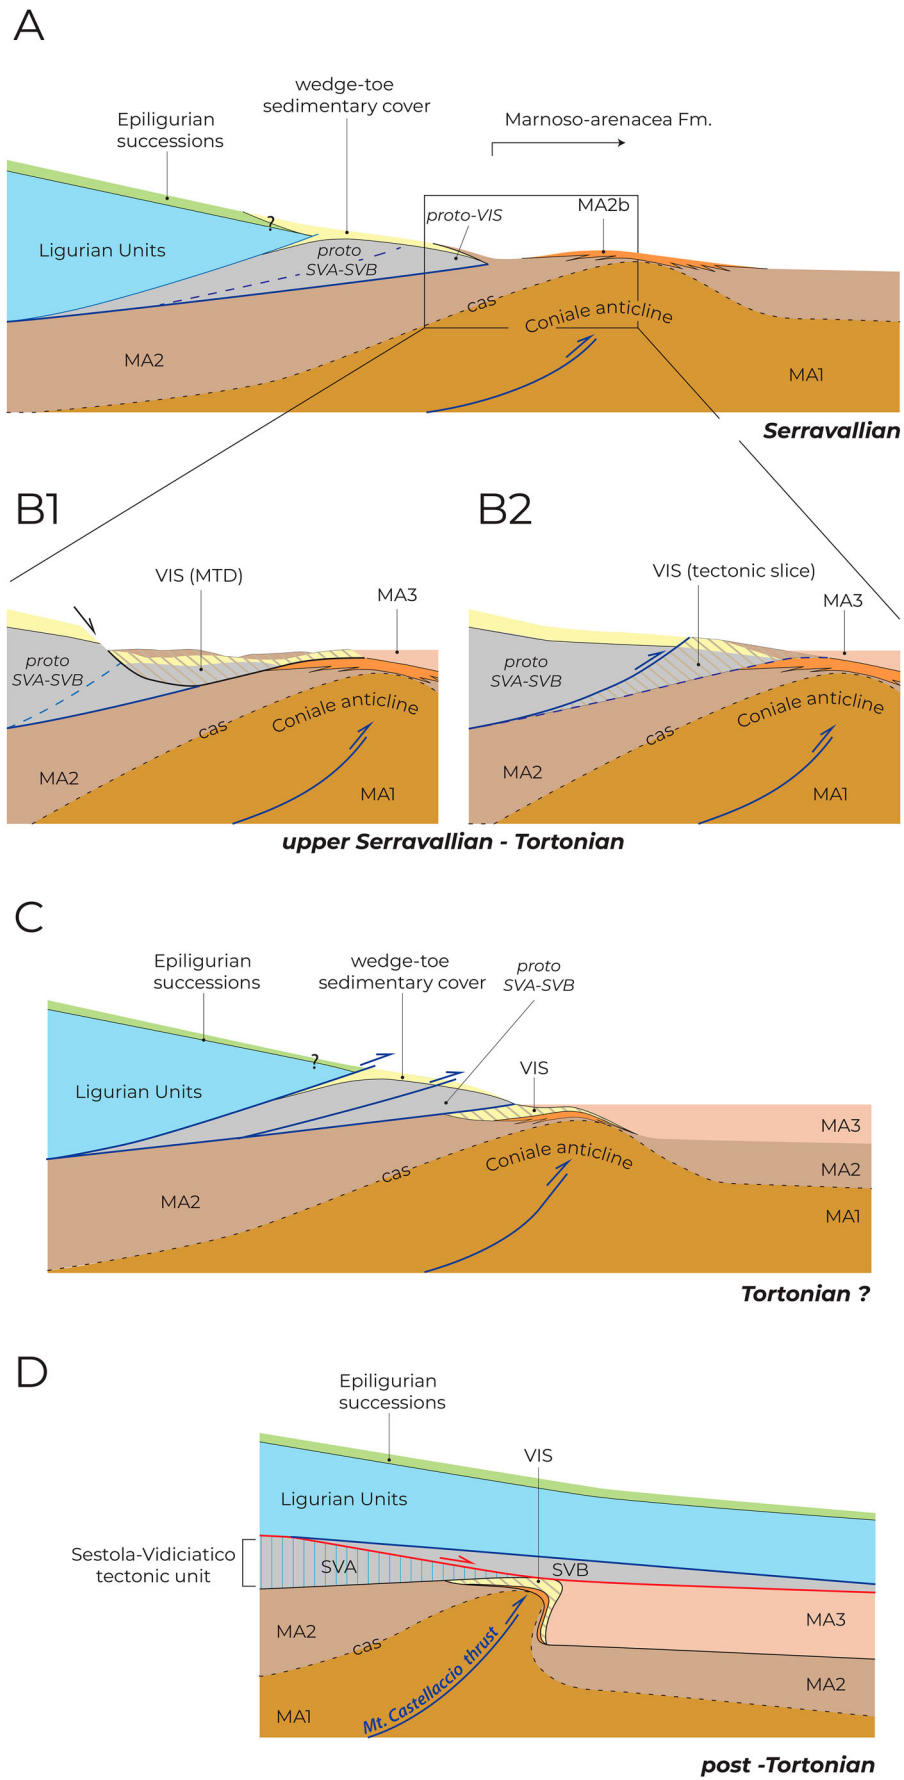 A
wedge-toe
sedimentary cover
Epiligurian
successions
Marnoso-arenacea Fm.
?
proto-VIS
MA2b
Ligurian Units
proto
SVA-SVB
cas
Coniale anticline
MA2
MA1
Serravallian
B1
VIS (MTD)
MA3
proto
SVA-SVB
cas
Coniale anticline
MA2
MA1
B2
VIS (tectonic slice)
MA3
proto
SVA-SVB
cas
Coniale anticline
MA2
MA1
upper Serravallian - Tortonian
C
Epiligurian
successions
wedge-toe
sedimentary cover
proto
SVA-SVB
?
VIS
Ligurian Units
MA3
Coniale anticline
cas
MA2
MA2
MA1
Tortonian ?
D
Epiligurian
successions
VIS
Ligurian Units
Sestola-Vidiciatico
tectonic unit
SVA
SVB
MA3
MA2
cas
MA2
Mt. Castellaccio thrust
MA1
post -Tortonian